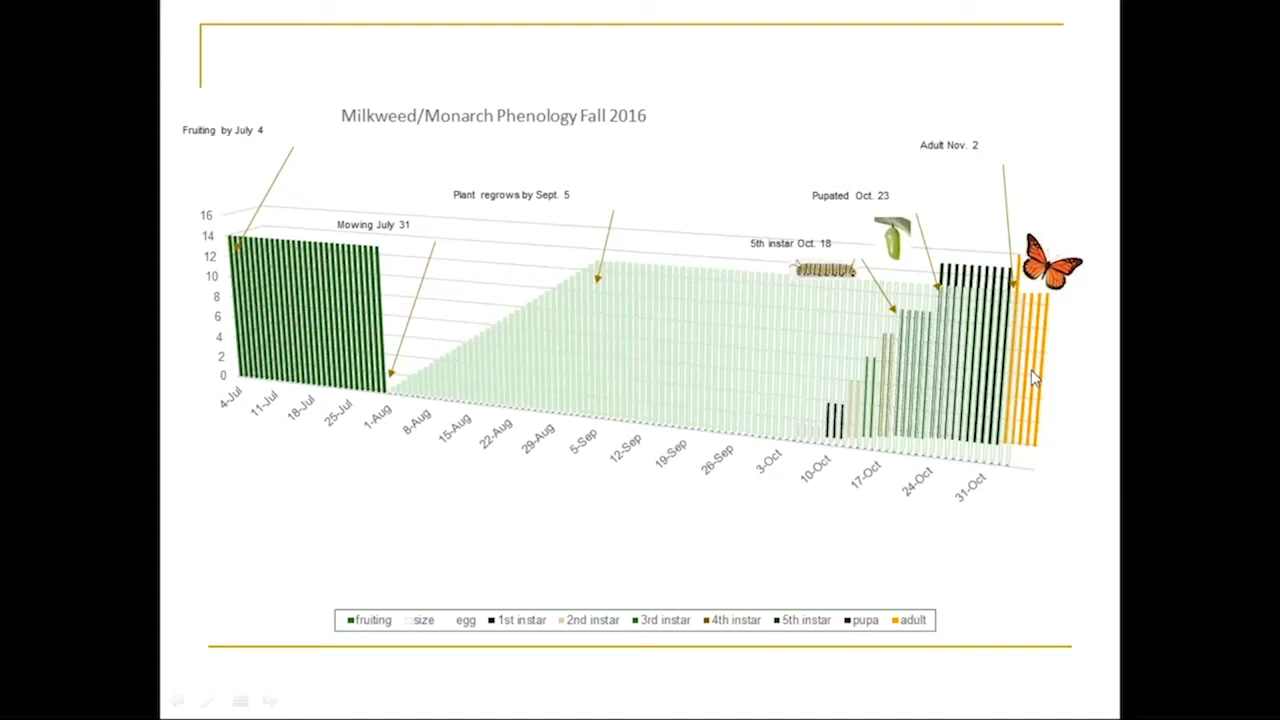 Milkweed/Monarch Phenology Fall 2016
Fruiting by July 4
Adult Nov. 2
Plant regrows by Sept. 5
Pupated Oct. 23
Mowing July 31
5th instar Oct. 18
16
14
12
10
8
6
4
2
0
4-Jul
11-Jul
18-Jul
25-Jul
1-Aug
8-Aug
15-Aug
22-Aug
29-Aug
5-Sep
12-Sep
19-Sep
26-Sep
3-Oct
10-Oct
17-Oct
24-Oct
31-Oct
fruiting size egg 1st instar 2nd instar 3rd instar 4th instar 5th instar pupa adult